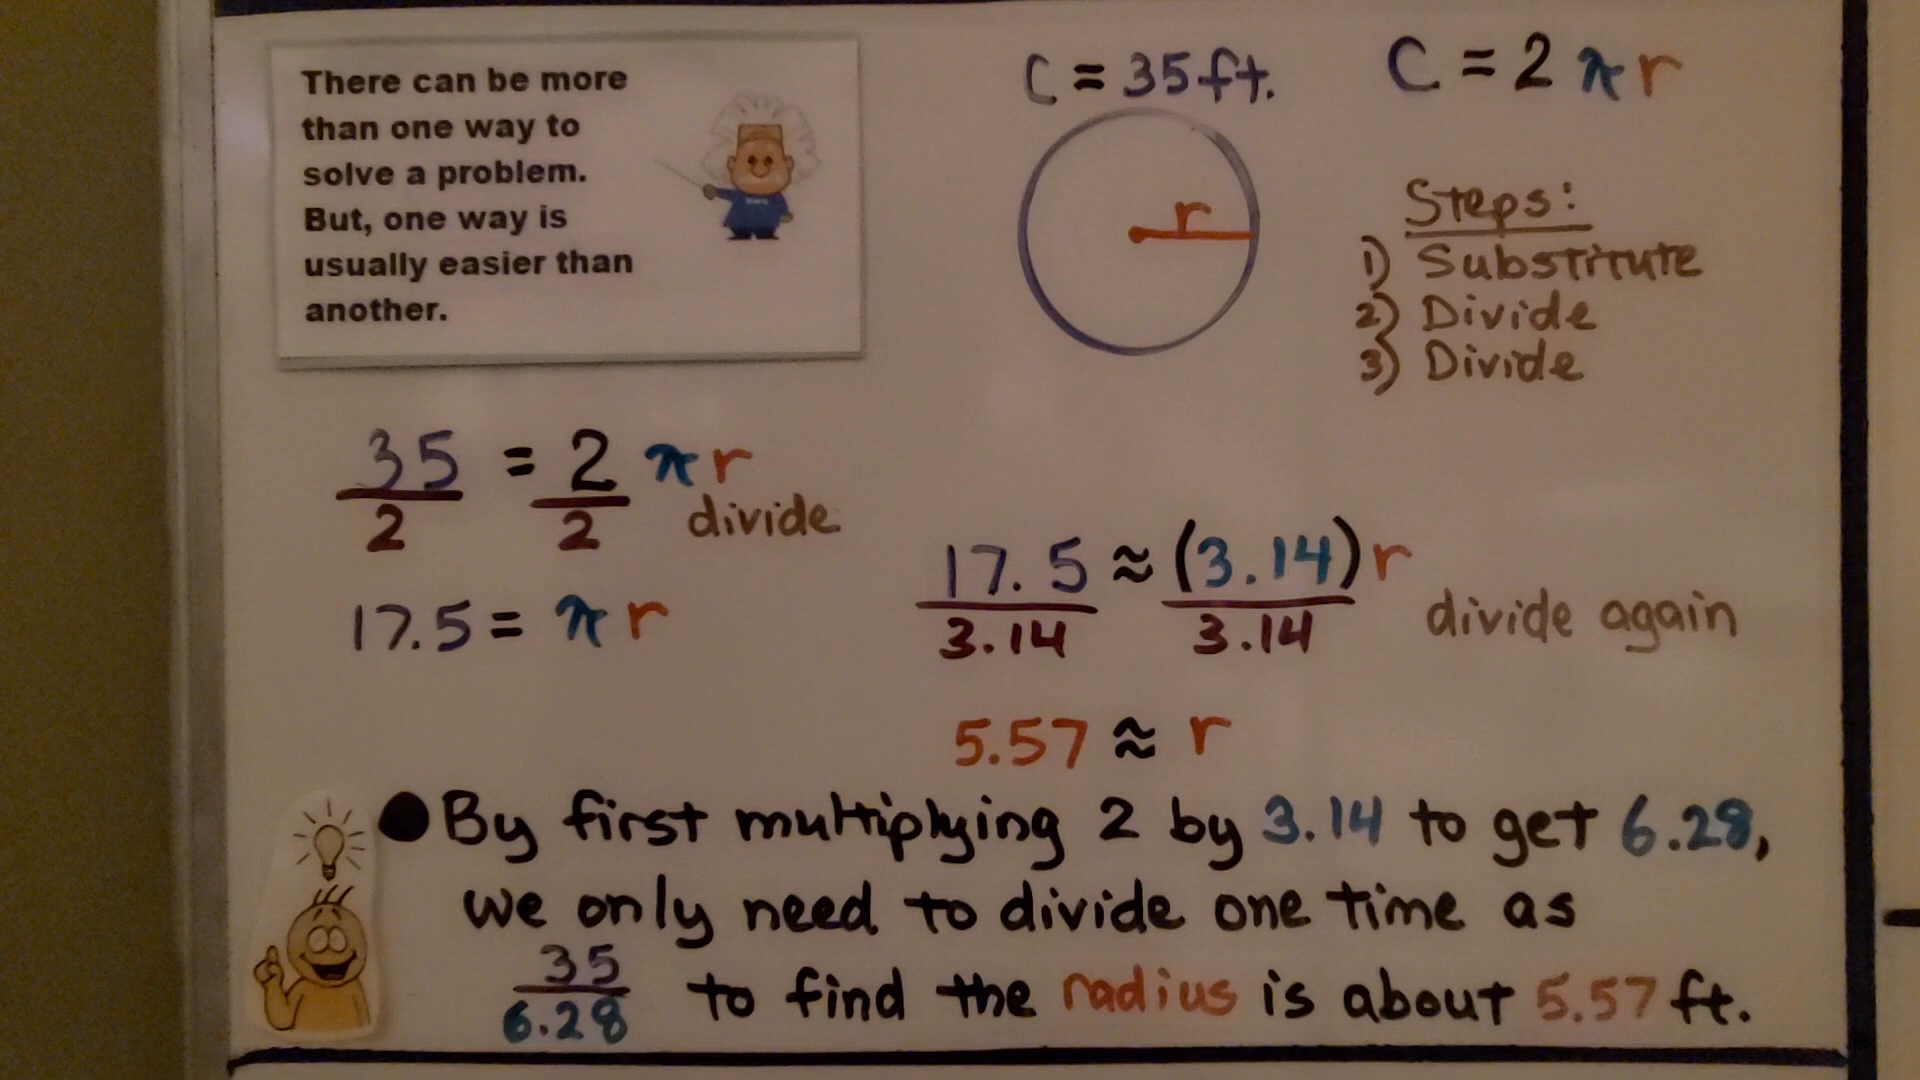 There can be more
than one way to
solve a problem.
But, one way is
usually easier than
another.
C = 35 ft.
r
C = 2 π r
Steps:
1) Substitute
2) Divide
3) Divide
35/2 = 2/2 π r
divide
17.5 = π r
17.5/3.14 ≈ (3.14)/3.14 r
divide again
5.57 ≈ r
● By first multiplying 2 by 3.14 to get 6.28,
we only need to divide one time as
35/6.28 to find the radius is about 5.57 ft.